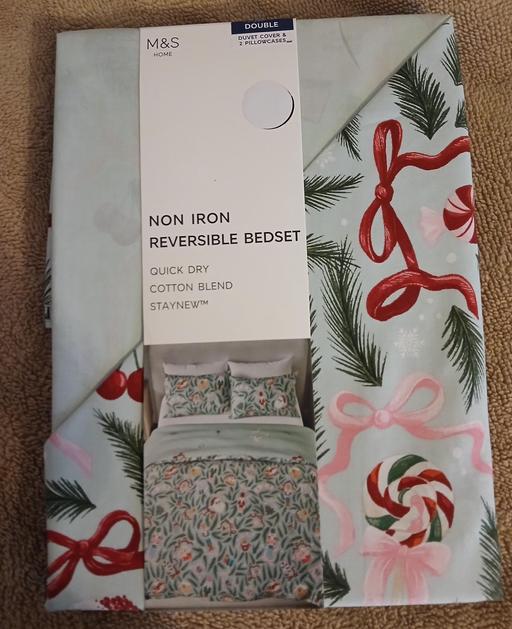 DOUBLE
DUVET COVER &
2 PILLOWCASES
M&S
HOME
NON IRON
REVERSIBLE BEDSET
QUICK DRY
COTTON BLEND
STAYNEW™